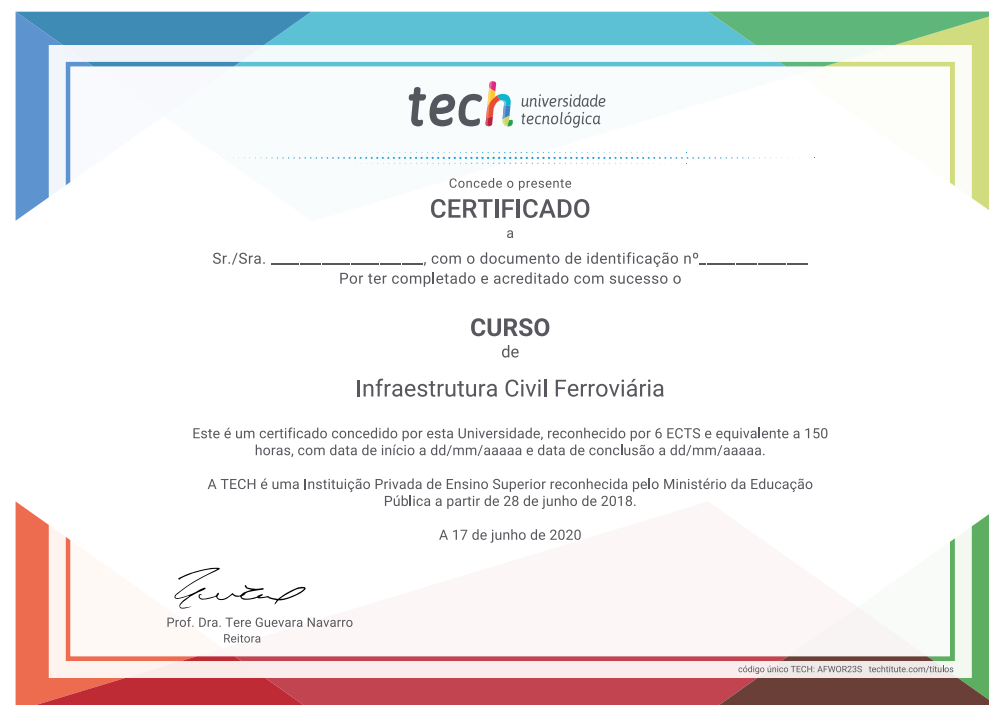 tech universidade
tecnológica
Concede o presente
CERTIFICADO
a
Sr./Sra. ____________________, com o documento de identificação nº______________
Por ter completado e acreditado com sucesso o
CURSO
de
Infraestrutura Civil Ferroviária
Este é um certificado concedido por esta Universidade, reconhecido por 6 ECTS e equivalente a 150
horas, com data de início a dd/mm/aaaaa e data de conclusão a dd/mm/aaaaa.
A TECH é uma Instituição Privada de Ensino Superior reconhecida pelo Ministério da Educação
Pública a partir de 28 de junho de 2018.
A 17 de junho de 2020
Prof. Dra. Tere Guevara Navarro
Reitora
código único TECH: AFWOR23S techtitute.com/titulos